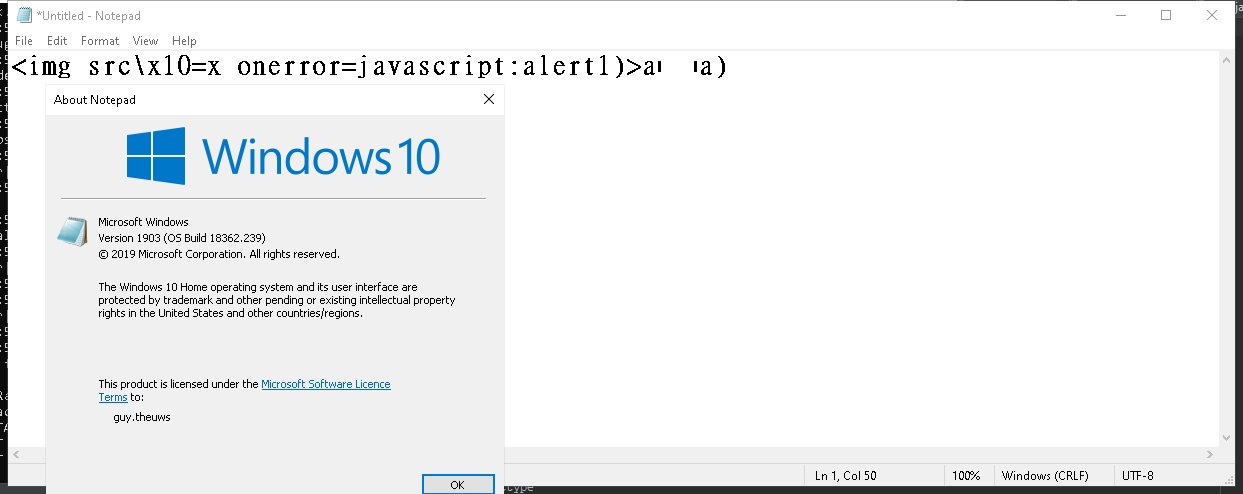 *Untitled - Notepad
File Edit Format View Help
<img src\x10=x onerror=javascript:alert1)>a  a)
About Notepad
Windows 10
Microsoft Windows
Version 1903 (OS Build 18362.239)
© 2019 Microsoft Corporation. All rights reserved.
The Windows 10 Home operating system and its user interface are
protected by trademark and other pending or existing intellectual property
rights in the United States and other countries/regions.
This product is licensed under the Microsoft Software Licence
Terms to:
guy.theuws
OK
Ln 1, Col 50 100% Windows (CRLF) UTF-8